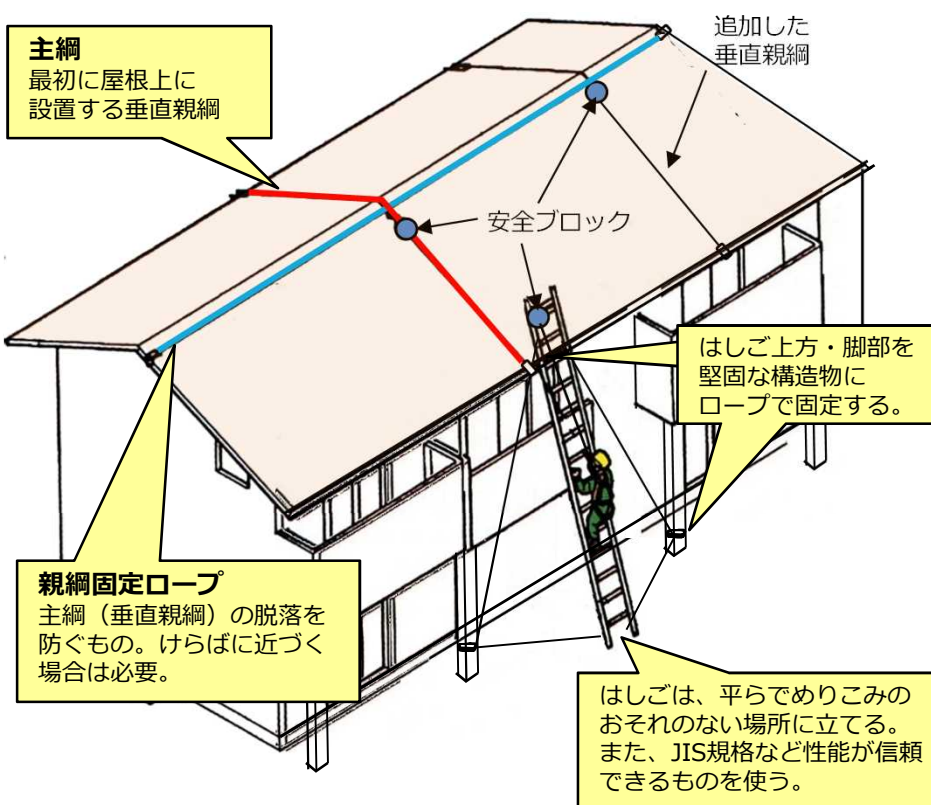 主綱
最初に屋根上に
設置する垂直親綱
追加した
垂直親綱
安全ブロック
はしご上方・脚部を
堅固な構造物に
ロープで固定する。
親綱固定ロープ
主綱（垂直親綱）の脱落を
防ぐもの。けらばに近づく
場合は必要。
はしごは、平らでめりこみの
おそれのない場所に立てる。
また、JIS規格など性能が信頼
できるものを使う。